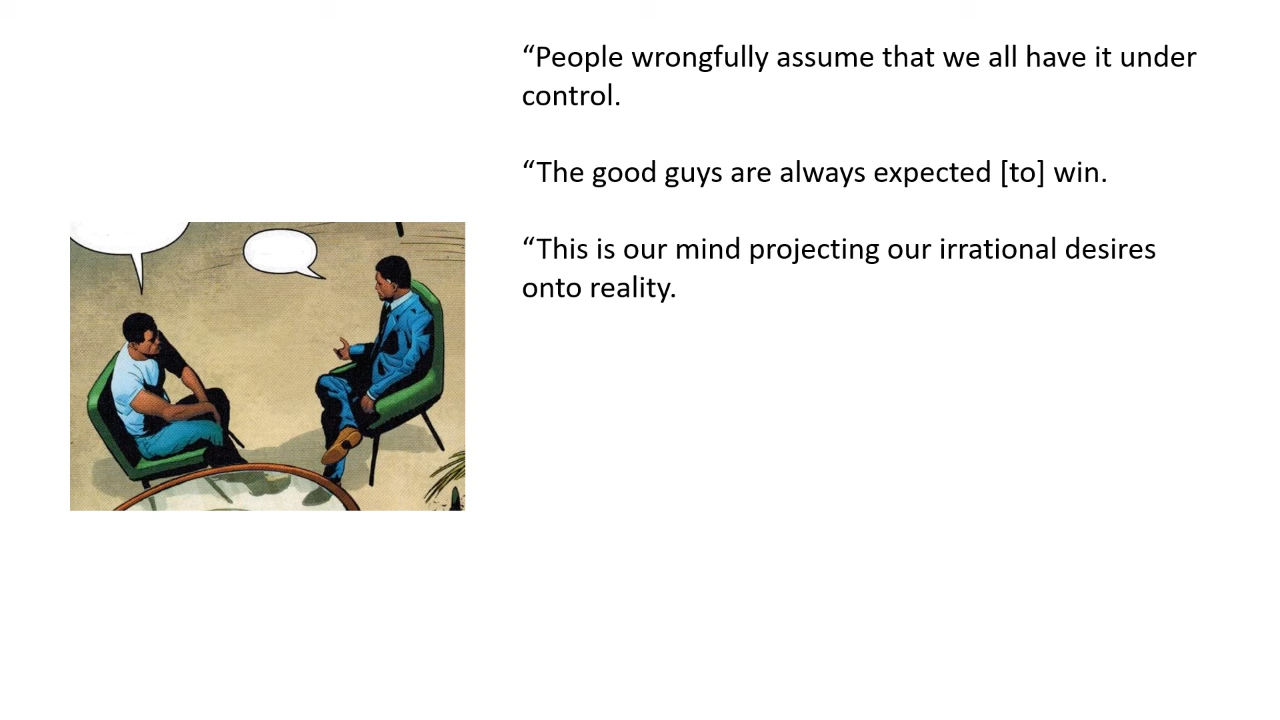 “People wrongfully assume that we all have it under
control.
“The good guys are always expected [to] win.
“This is our mind projecting our irrational desires
onto reality.